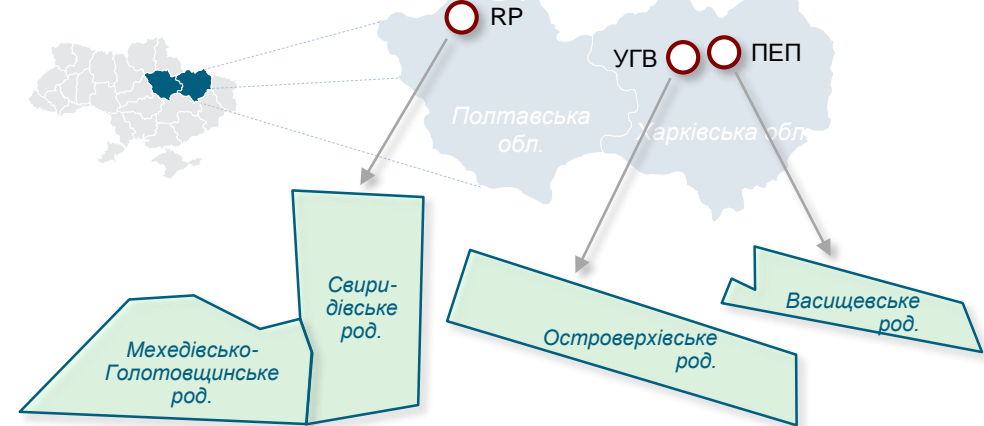 RP
УГВ
ПЕП
Полтавська
обл.
Харківська обл.
Свири-
дівське
род.
Мехедівсько-
Голотовщинське
род.
Островерхівське
род.
Васищевське
род.